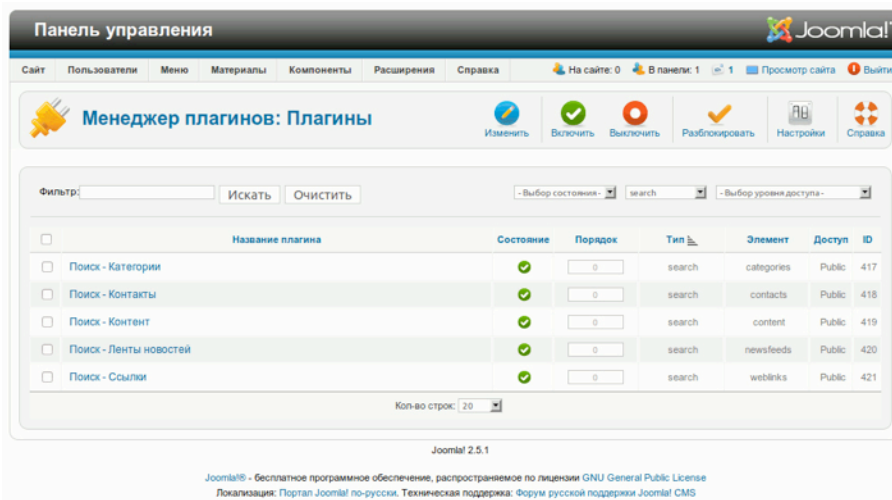 Панель управления Joomla!
Сайт Пользователи Меню Материалы Компоненты Расширения Справка На сайте: 0 В панели: 1 1 Просмотр сайта Выйти
Менеджер плагинов: Плагины Изменить Включить Выключить Разблокировать Настройки Справка
Фильтр: Искать Очистить - Выбор состояния - search - Выбор уровня доступа -
Название плагина Состояние Порядок Тип Элемент Доступ ID
Поиск - Категории 0 search categories Public 417
Поиск - Контакты 0 search contacts Public 418
Поиск - Контент 0 search content Public 419
Поиск - Ленты новостей 0 search newsfeeds Public 420
Поиск - Ссылки 0 search weblinks Public 421
Кол-во строк: 20
Joomla! 2.5.1
Joomla!® - бесплатное программное обеспечение, распространяемое по лицензии GNU General Public License
Локализация: Портал Joomla! по-русски. Техническая поддержка: Форум русской поддержки Joomla! CMS